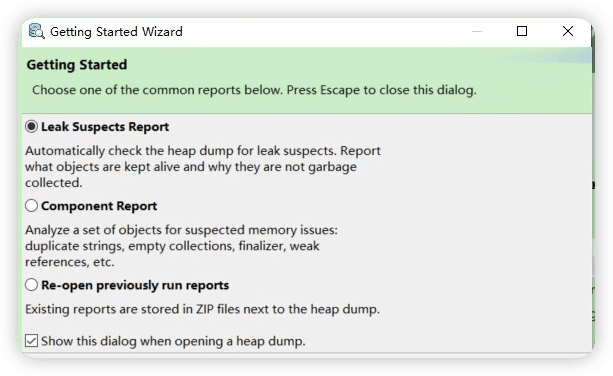 Getting Started Wizard
Getting Started
Choose one of the common reports below. Press Escape to close this dialog.
Leak Suspects Report
Automatically check the heap dump for leak suspects. Report
what objects are kept alive and why they are not garbage
collected.
Component Report
Analyze a set of objects for suspected memory issues:
duplicate strings, empty collections, finalizer, weak
references, etc.
Re-open previously run reports
Existing reports are stored in ZIP files next to the heap dump.
Show this dialog when opening a heap dump.